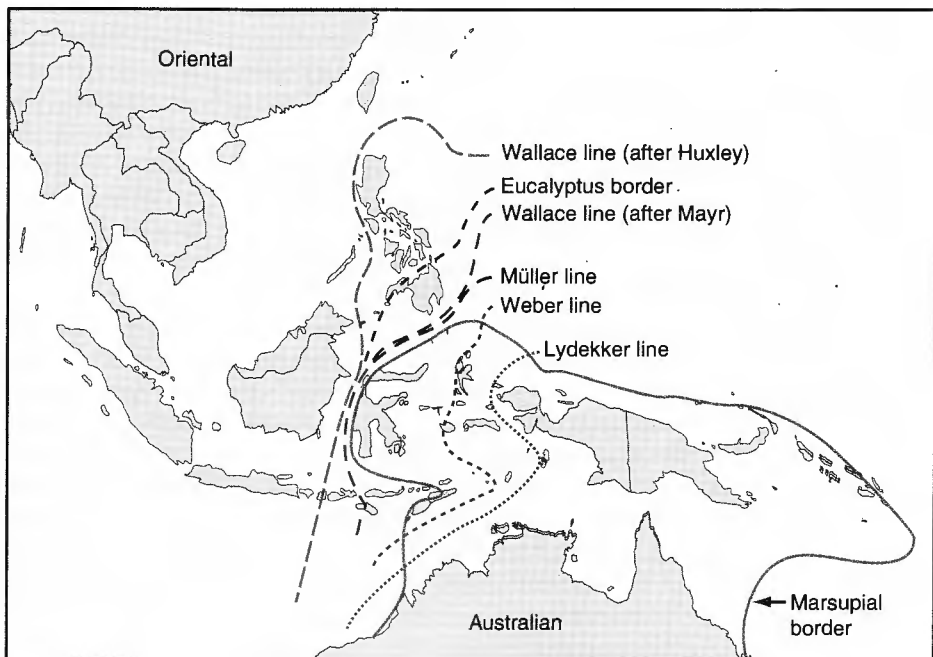 Oriental
Wallace line (after Huxley)
Eucalyptus border
Wallace line (after Mayr)
Müller line
Weber line
Lydekker line
Australian
Marsupial
border